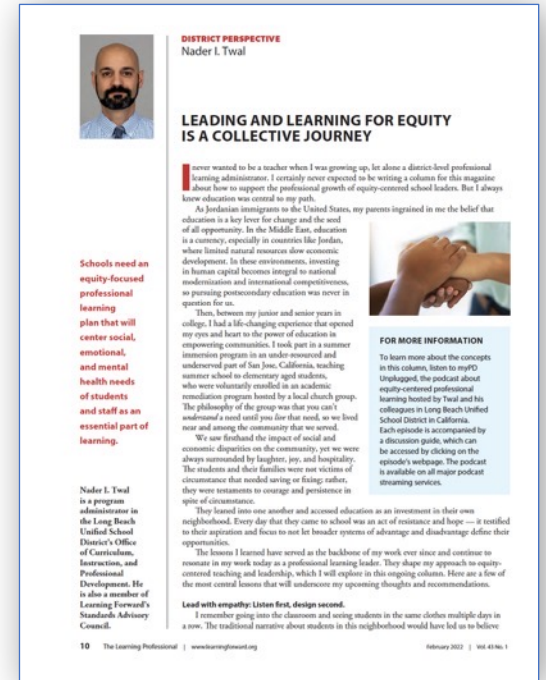 DISTRICT PERSPECTIVE
Nader I. Twal
LEADING AND LEARNING FOR EQUITY
IS A COLLECTIVE JOURNEY
I never wanted to be a teacher when I was growing up, let alone a district-level professional
learning administrator. I certainly never expected to be writing a column for this magazine
about how to support the professional growth of equity-centered school leaders. But I always
knew education was central to my path.
As Jordanian immigrants to the United States, my parents ingrained in me the belief that
education is a key lever for change and the seed
of all opportunity. In the Middle East, education
is a currency, especially in countries like Jordan,
where limited natural resources slow economic
development. In these environments, investing
in human capital becomes integral to national
modernization and international competitiveness,
so pursuing postsecondary education was never in
question for us.
Then, between my junior and senior years in
college, I had a life-changing experience that opened
my eyes and heart to the power of education in
empowering communities. I took part in a summer
immersion program in an under-resourced and
underserved part of San Jose, California, teaching
summer school to elementary aged students,
who were voluntarily enrolled in an academic
remediation program hosted by a local church group.
The philosophy of the group was that you can't
understand a need until you live that need, so we lived
near and among the community that we served.
We saw firsthand the impact of social and
economic disparities on the community, yet we were
always surrounded by laughter, joy, and hospitality.
The students and their families were not victims of
circumstance that needed saving or fixing; rather,
they were testaments to courage and persistence in
spite of circumstance.
They leaned into one another and accessed education as an investment in their own
neighborhood. Every day that they came to school was an act of resistance and hope — it testified
to their aspiration and focus to not let broader systems of advantage and disadvantage define their
opportunities.
The lessons I learned have served as the backbone of my work ever since and continue to
resonate in my work today as a professional learning leader. They shape my approach to equity-
centered teaching and leadership, which I will explore in this ongoing column. Here are a few of
the most central lessons that will underscore my upcoming thoughts and recommendations.
Lead with empathy: Listen first, design second.
I remember going into the classroom and seeing students in the same clothes multiple days in
a row. The traditional narrative about students in this neighborhood would have led us to believe
Schools need an
equity-focused
professional
learning
plan that will
center social,
emotional,
and mental
health needs
of students
and staff as an
essential part of
learning.
Nader I. Twal
is a program
administrator in
the Long Beach
Unified School
District's Office
of Curriculum,
Instruction, and
Professional
Development. He
is also a member of
Learning Forward's
Standards Advisory
Council.
FOR MORE INFORMATION
To learn more about the concepts
in this column, listen to myPD
Unplugged, the podcast about
equity-centered professional
learning hosted by Twal and his
colleagues in Long Beach Unified
School District in California.
Each episode is accompanied by
a discussion guide, which can
be accessed by clicking on the
episode's webpage. The podcast
is available on all major podcast
streaming services.
10 The Learning Professional | www.learningforward.org
February 2022 | Vol. 43 No. 1